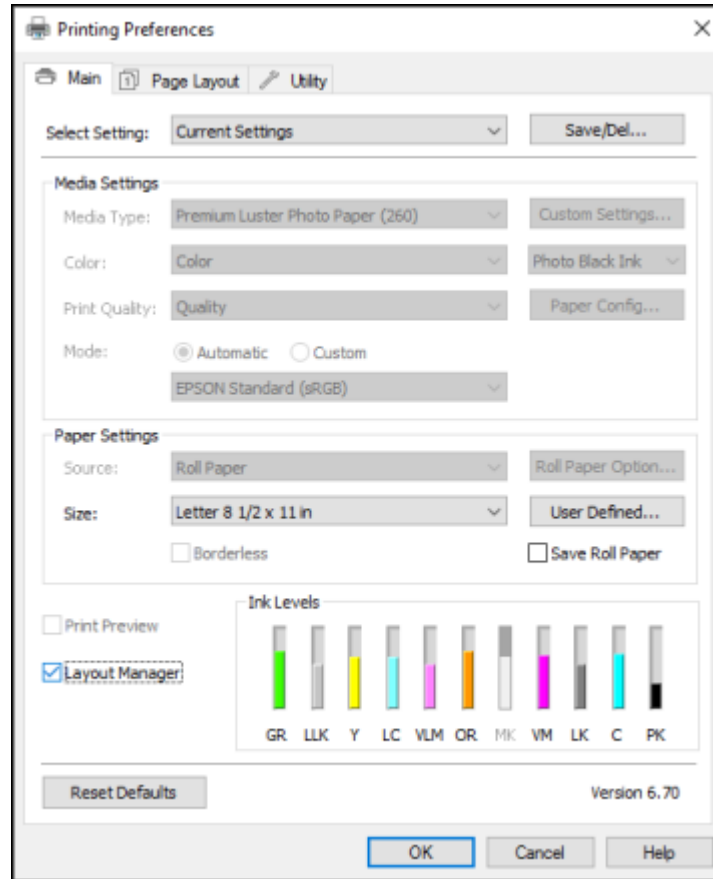 Printing Preferences
Main 1 Page Layout Utility
Select Setting: Current Settings Save/Del...
Media Settings
Media Type: Premium Luster Photo Paper (260) Custom Settings...
Color: Color Photo Black Ink
Print Quality: Quality Paper Config...
Mode: Automatic Custom
EPSON Standard (sRGB)
Paper Settings
Source: Roll Paper Roll Paper Option...
Size: Letter 8 1/2 x 11 in User Defined...
Borderless Save Roll Paper
Ink Levels
Print Preview
Layout Manager
GR LLK Y LC VLM OR MK VM LK C PK
Reset Defaults Version 6.70
OK Cancel Help